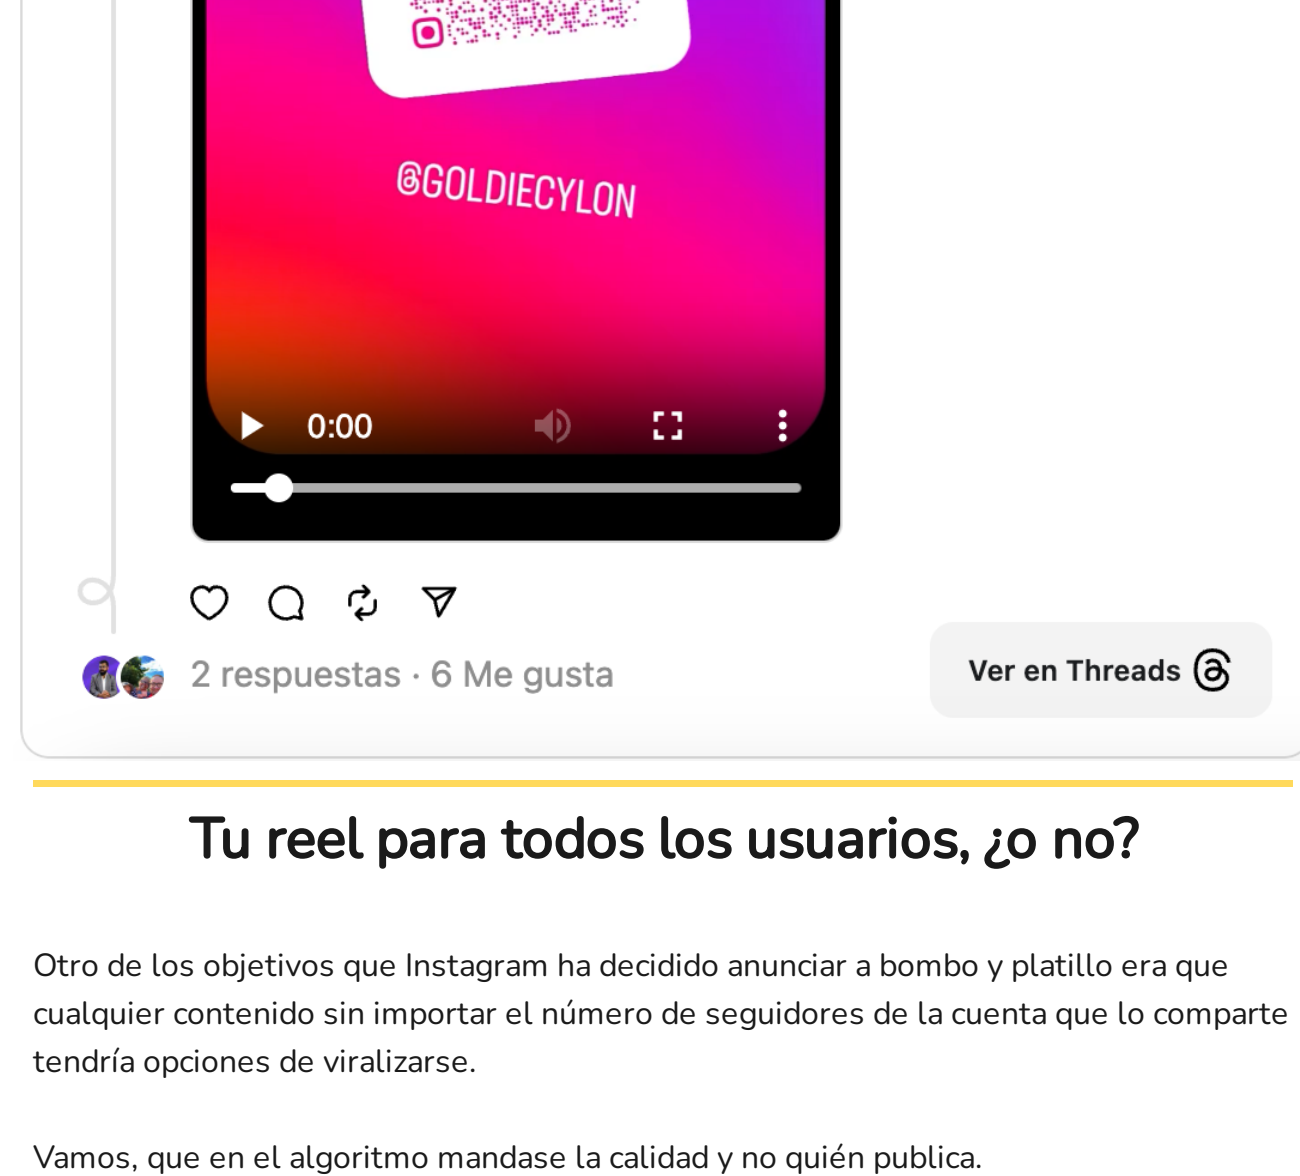 @GOLDIECYLON
0:00
2 respuestas · 6 Me gusta
Ver en Threads
Tu reel para todos los usuarios, ¿o no?
Otro de los objetivos que Instagram ha decidido anunciar a bombo y platillo era que
cualquier contenido sin importar el número de seguidores de la cuenta que lo comparte
tendría opciones de viralizarse.
Vamos, que en el algoritmo mandase la calidad y no quién publica.